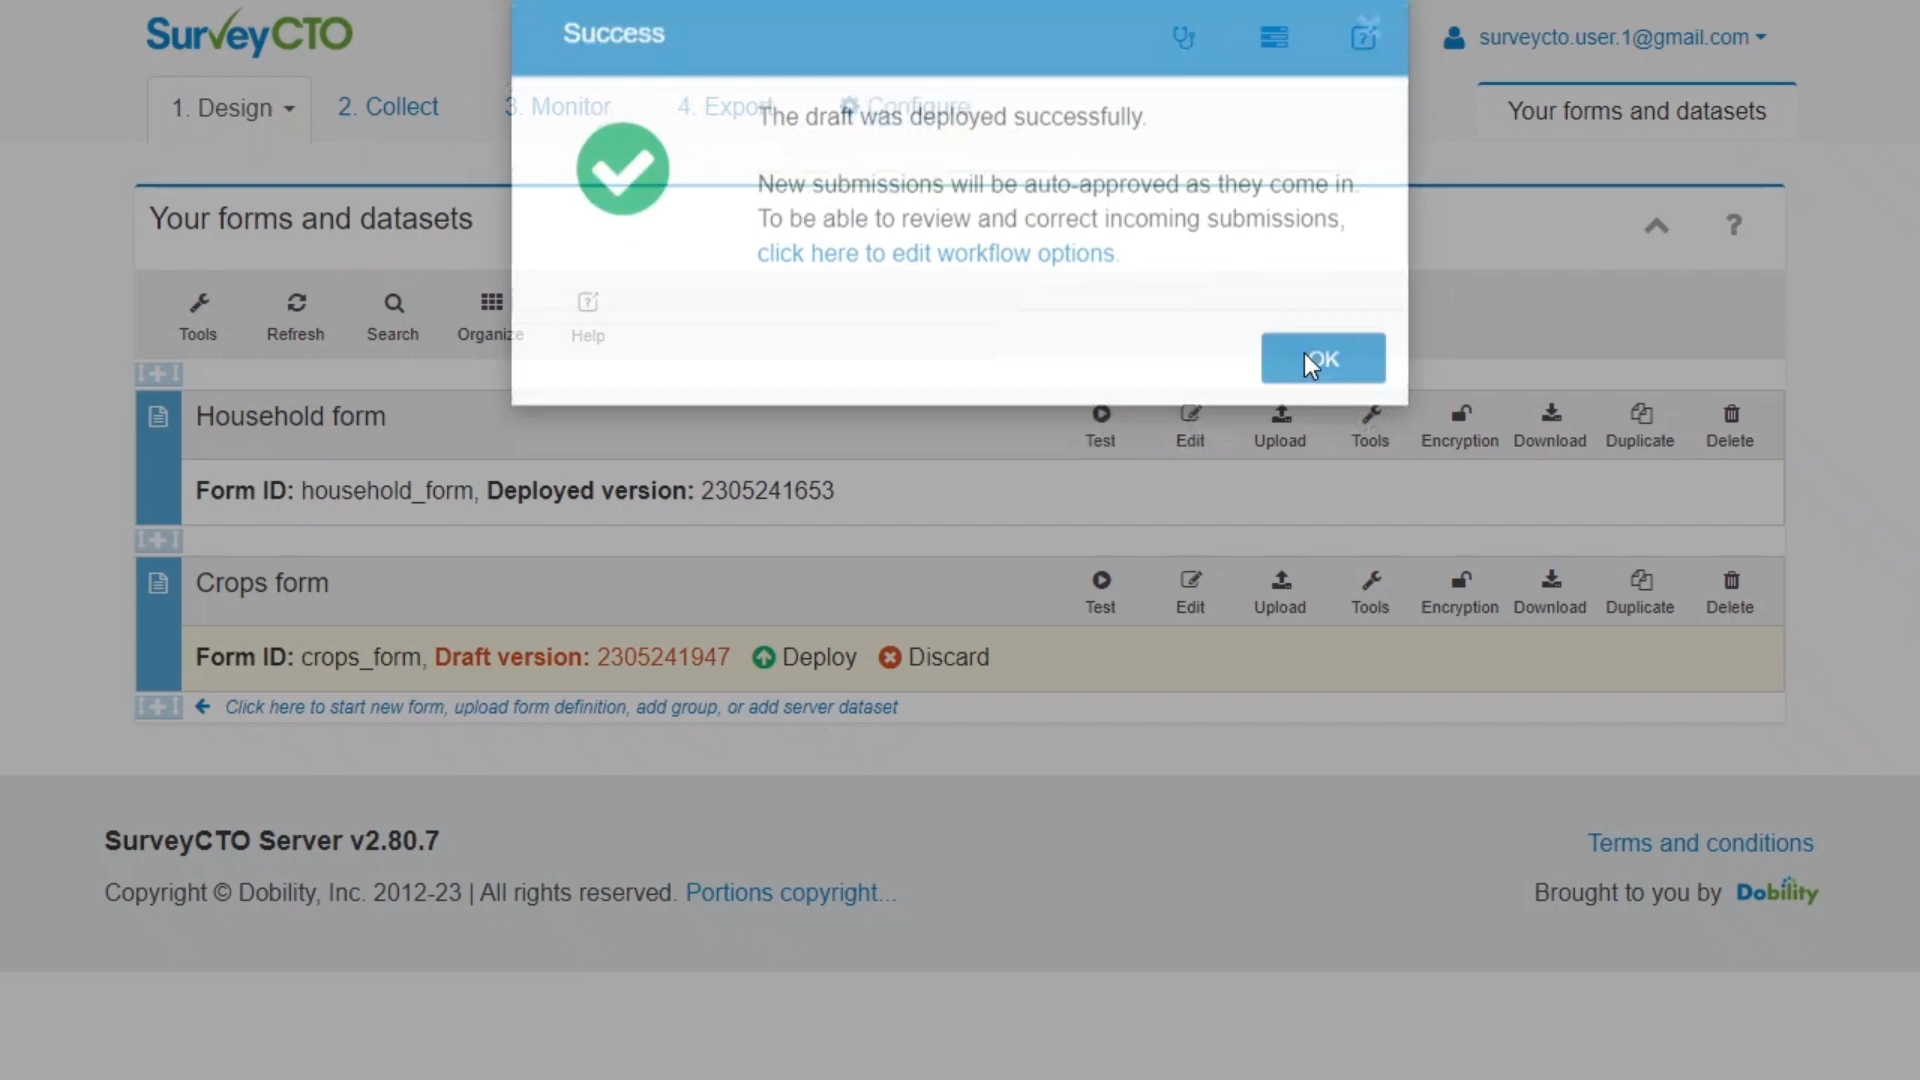 SurveyCTO
Success
surveycto.user.1@gmail.com
1. Design
2. Collect
3. Monitor
4. Export
Configure
Your forms and datasets
The draft was deployed successfully.
New submissions will be auto-approved as they come in.
To be able to review and correct incoming submissions,
click here to edit workflow options.
OK
Your forms and datasets
?
Tools
Refresh
Search
Organize
Help
Household form
Test
Edit
Upload
Tools
Encryption
Download
Duplicate
Delete
Form ID: household_form, Deployed version: 2305241653
Crops form
Test
Edit
Upload
Tools
Encryption
Download
Duplicate
Delete
Form ID: crops_form, Draft version: 2305241947 Deploy Discard
Click here to start new form, upload form definition, add group, or add server dataset
SurveyCTO Server v2.80.7
Terms and conditions
Copyright © Dobility, Inc. 2012-23 | All rights reserved. Portions copyright...
Brought to you by Dobility